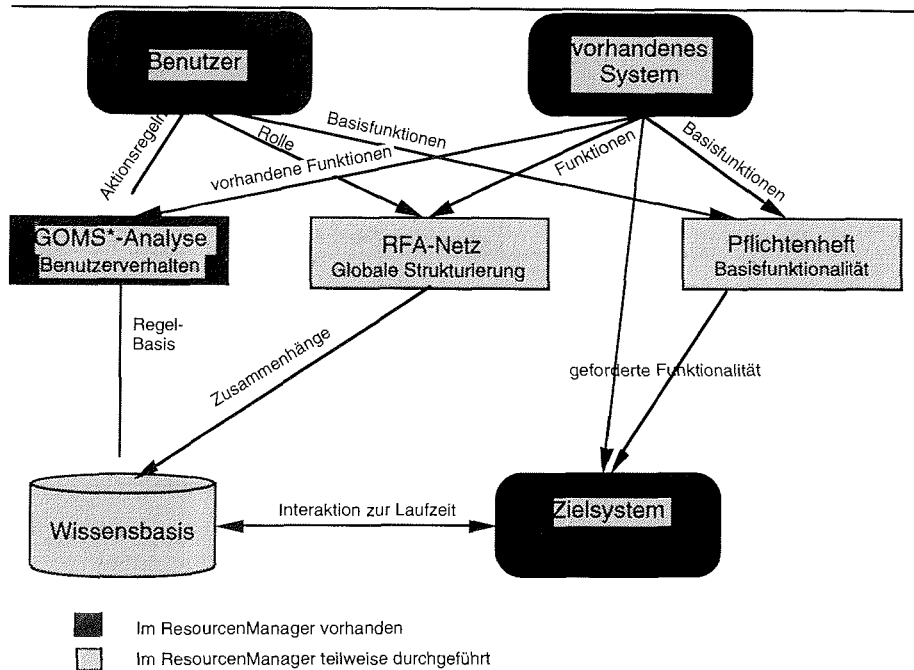 Benutzer
vorhandenes
System
Aktionsregeln
Rolle
Basisfunktionen
vorhandene Funktionen
Funktionen
Basisfunktionen
GOMS*-Analyse
Benutzerverhalten
RFA-Netz
Globale Strukturierung
Pflichtenheft
Basisfunktionalität
Regel-
Basis
Zusammenhänge
geforderte Funktionalität
Wissensbasis
Interaktion zur Laufzeit
Zielsystem
Im ResourcenManager vorhanden
Im ResourcenManager teilweise durchgeführt